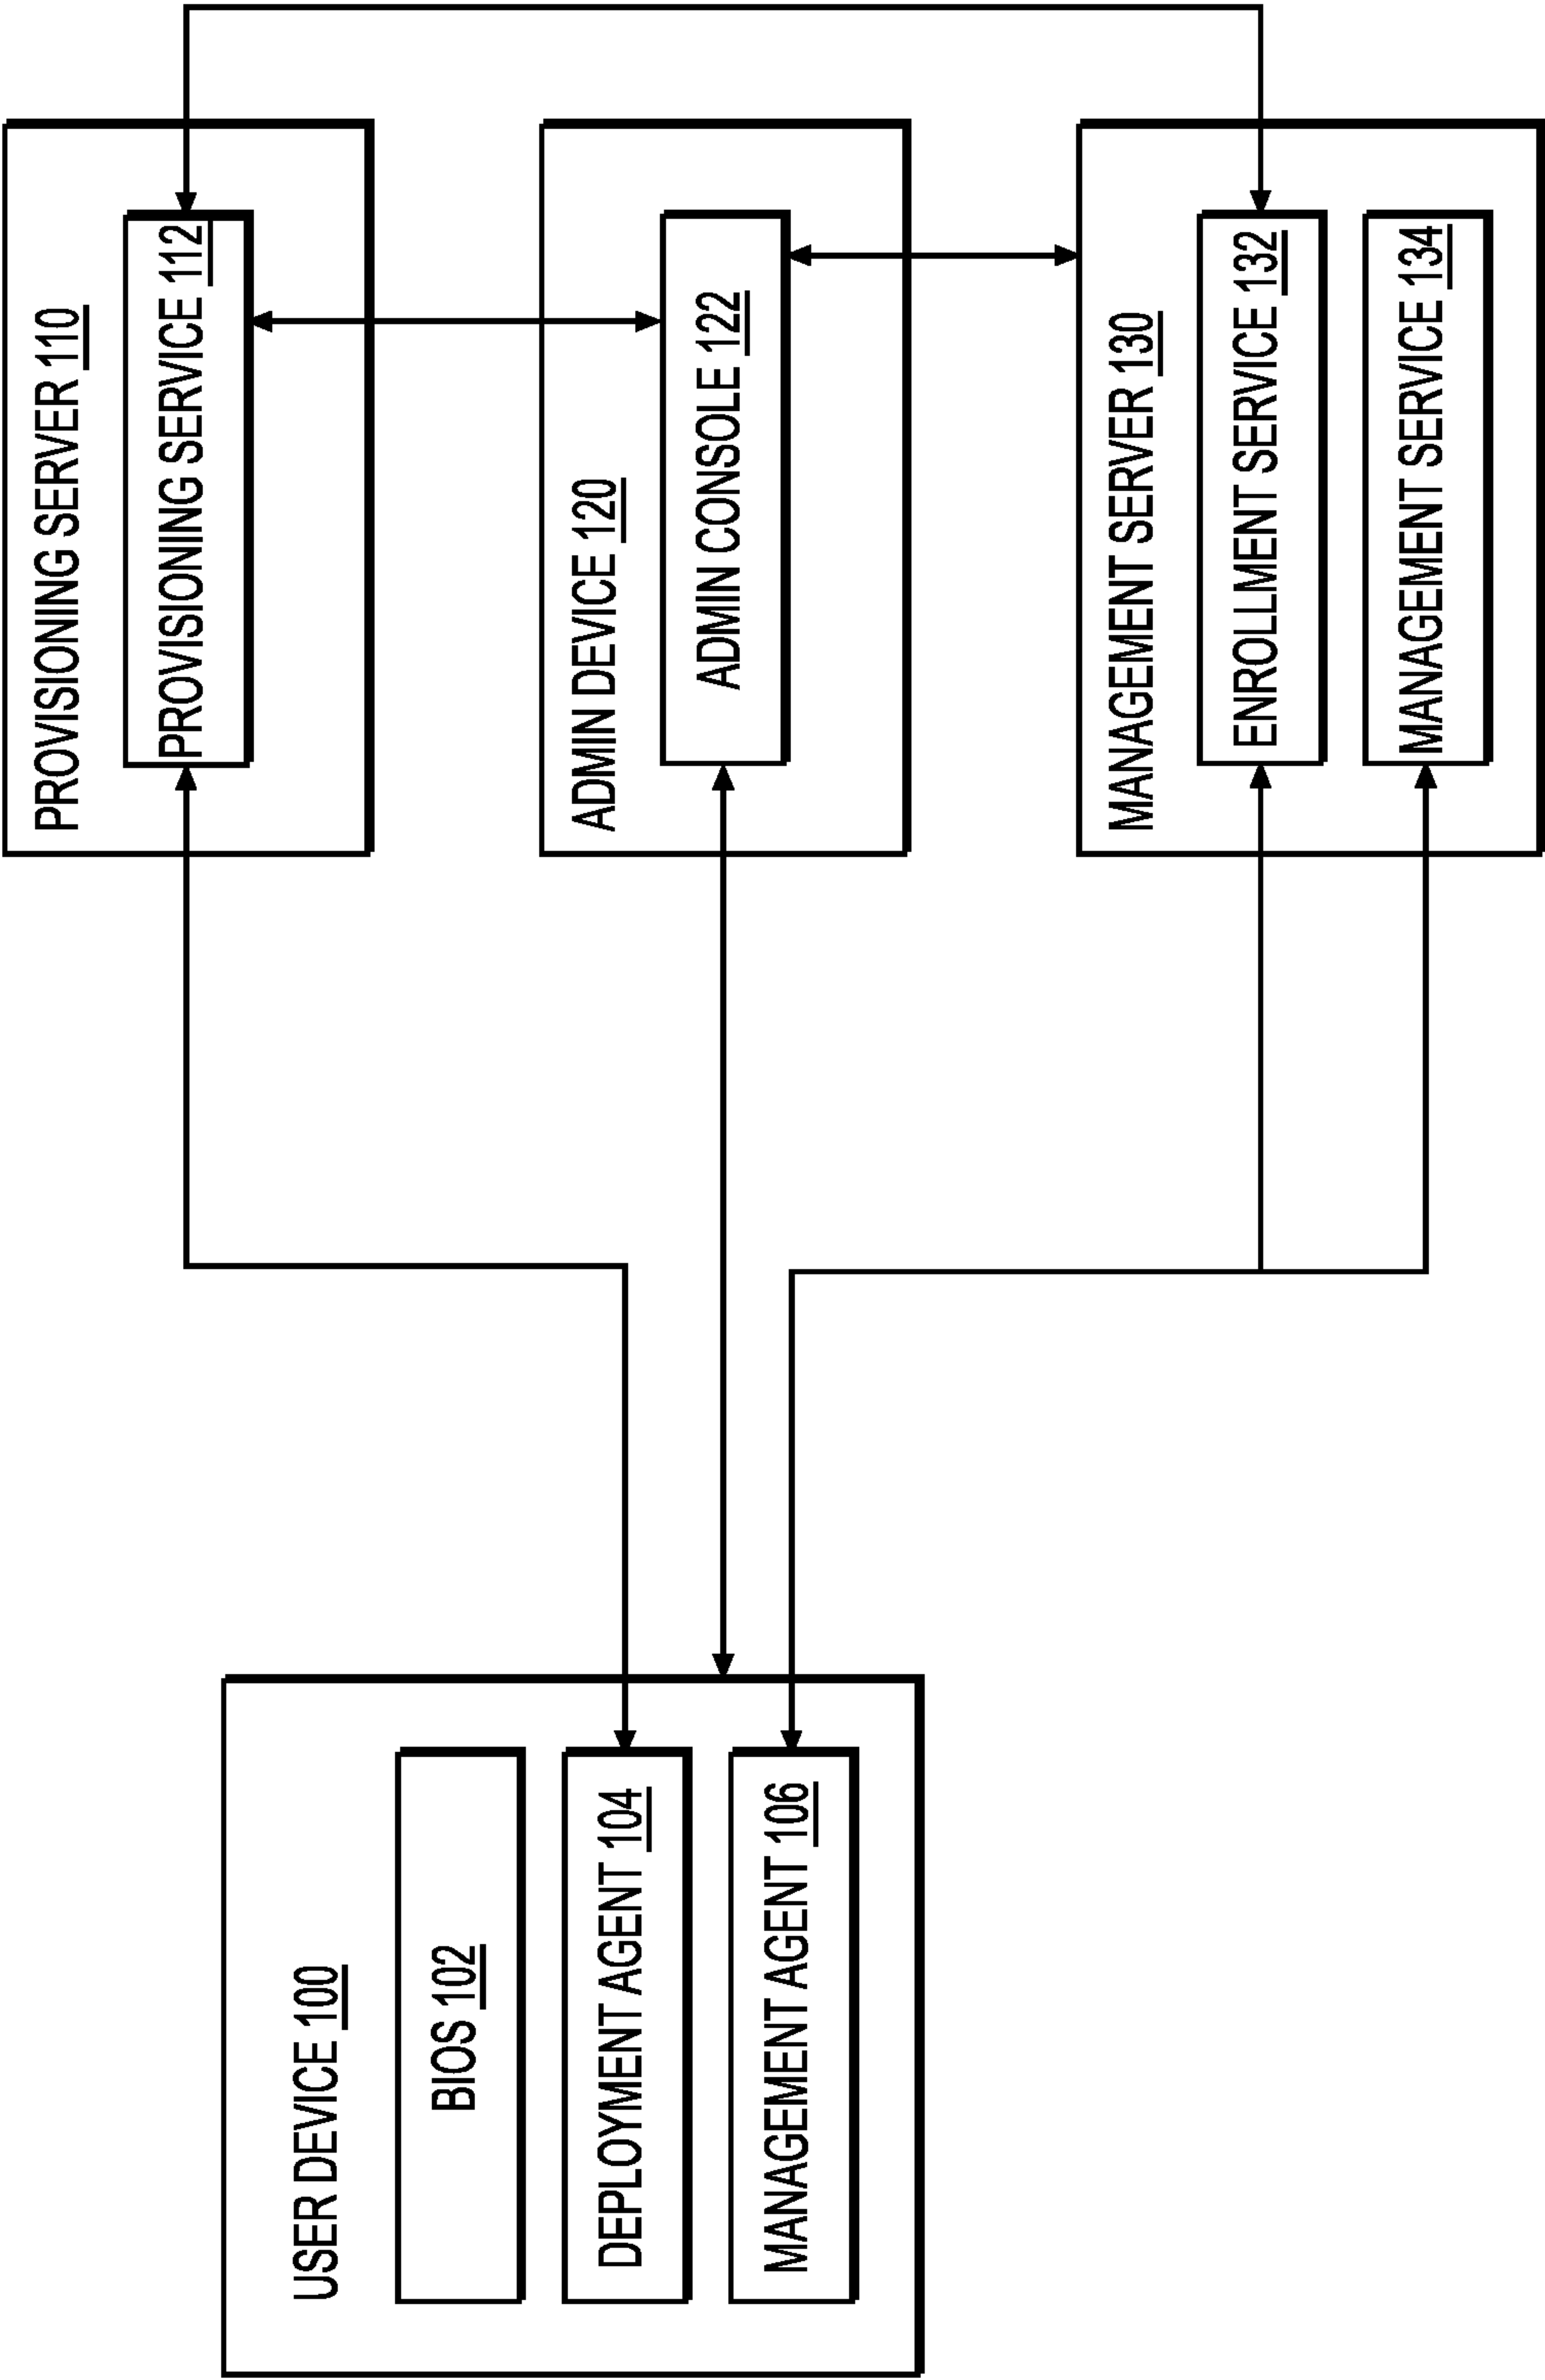 USER DEVICE 100
BIOS 102
DEPLOYMENT AGENT 104
MANAGEMENT AGENT 106
PROVISIONING SERVER 110
PROVISIONING SERVICE 112
ADMIN DEVICE 120
ADMIN CONSOLE 122
MANAGEMENT SERVER 130
ENROLLMENT SERVICE 132
MANAGEMENT SERVICE 134